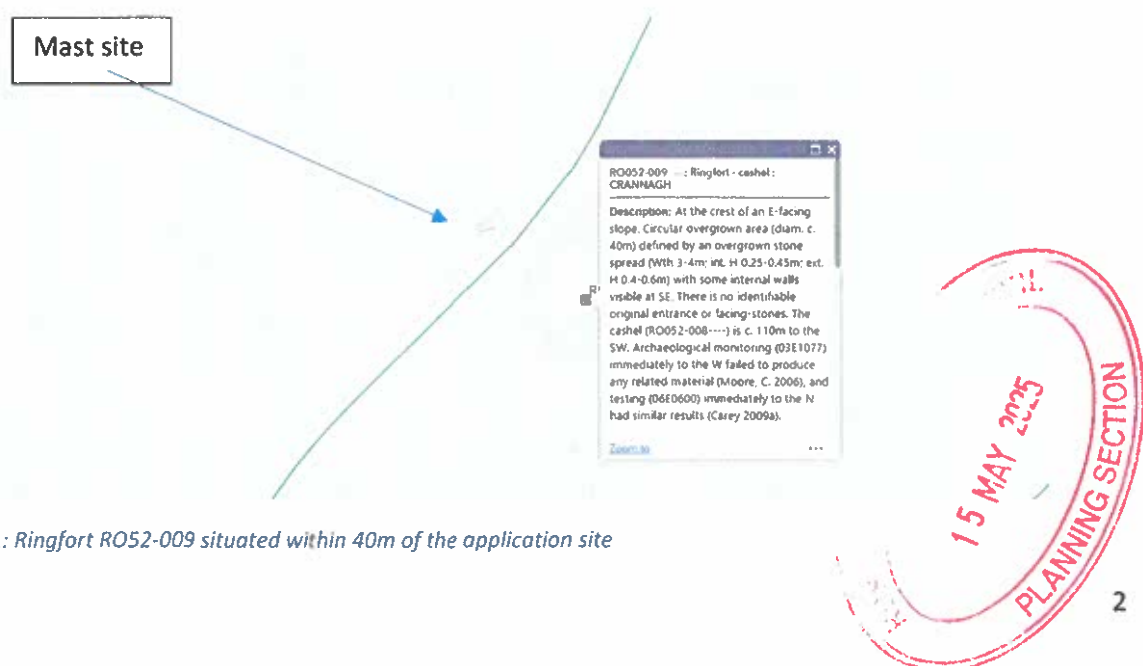 Mast site
RO052-009 : Ringfort - cashel :
CRANNAGH
Description: At the crest of an E-facing
slope. Circular overgrown area (diam. c.
40m) defined by an overgrown stone
spread (Wth 3-4m; int. H 0.25-0.45m; ext.
H 0.4-0.6m) with some internal walls
visible at SE. There is no identifiable
original entrance or facing-stones. The
cashel (RO052-008----) is c. 110m to the
SW. Archaeological monitoring (03E1077)
immediately to the W failed to produce
any related material (Moore, C. 2006), and
testing (06E0600) immediately to the N
had similar results (Carey 2009a).
Zoom to
...
: Ringfort RO52-009 situated within 40m of the application site
15 MAY 2025
PLANNING SECTION
2